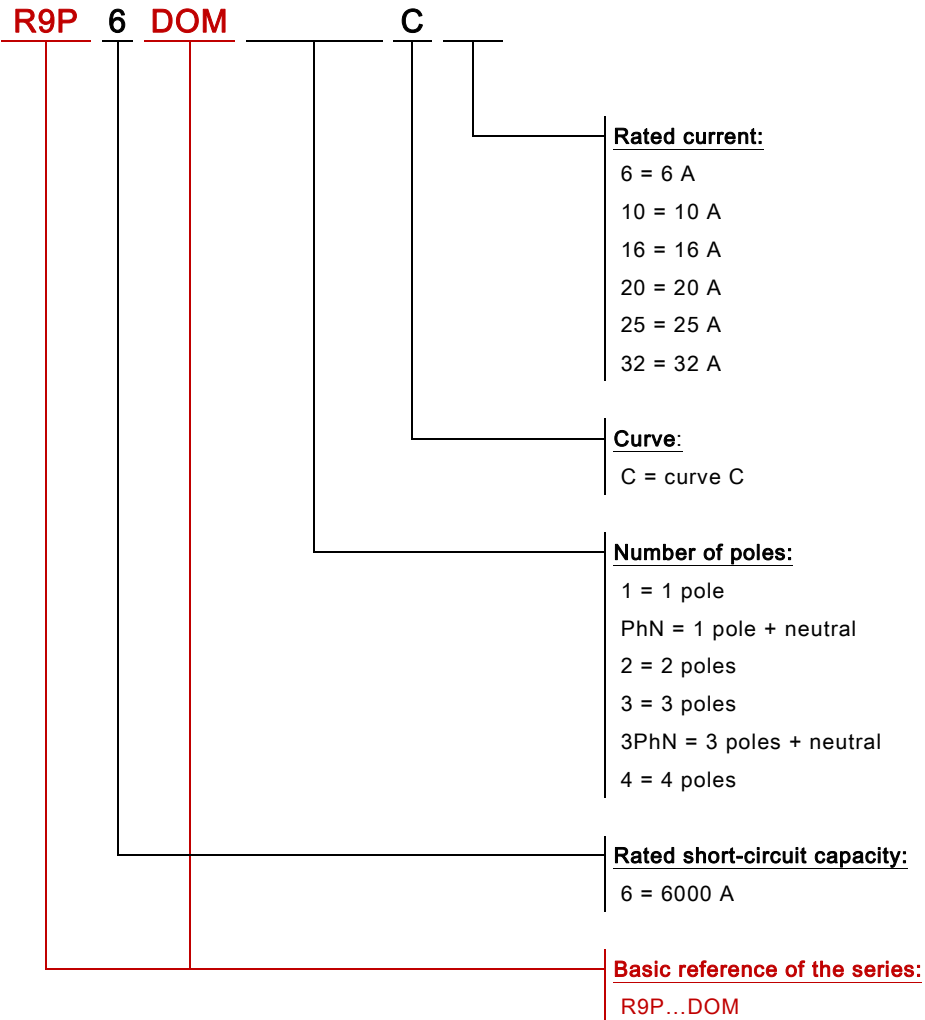 R9P 6 DOM C
Rated current:
6 = 6 A
10 = 10 A
16 = 16 A
20 = 20 A
25 = 25 A
32 = 32 A
Curve:
C = curve C
Number of poles:
1 = 1 pole
PhN = 1 pole + neutral
2 = 2 poles
3 = 3 poles
3PhN = 3 poles + neutral
4 = 4 poles
Rated short-circuit capacity:
6 = 6000 A
Basic reference of the series:
R9P...DOM